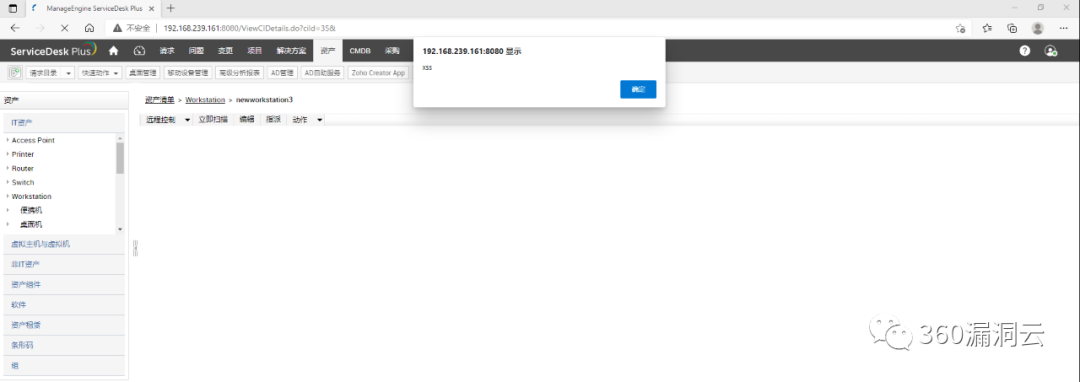 ManageEngine ServiceDesk Plus
不安全 | 192.168.239.161:8080/ViewCIDetails.do?ciId=35&
ServiceDesk Plus 请求 问题 变更 项目 解决方案 资产 CMDB 采购
192.168.239.161:8080 显示
xss
确定
请求目录 快速动作 桌面管理 移动设备管理 高级分析报表 AD管理 AD自助服务 Zoho Creator App
资产
资产清单 > Workstation > newworkstation3
远程控制 立即扫描 编辑 指派 动作
IT资产
Access Point
Printer
Router
Switch
Workstation
便携机
桌面机
虚拟主机与虚拟机
非IT资产
资产组件
软件
资产租赁
条形码
组
360漏洞云